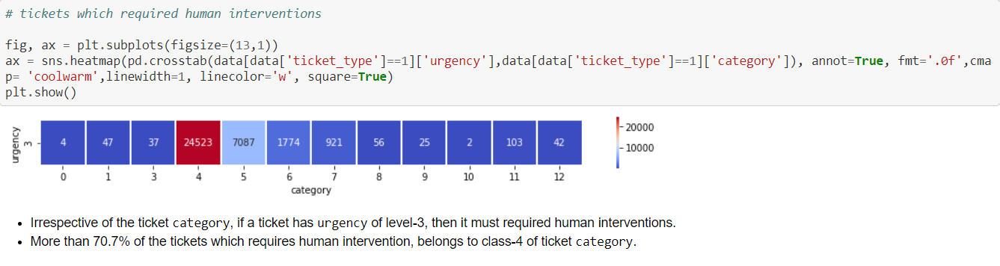 # tickets which required human interventions
fig, ax = plt.subplots(figsize=(13,1))
ax = sns.heatmap(pd.crosstab(data[data['ticket_type']==1]['urgency'],data[data['ticket_type']==1]['category']), annot=True, fmt='.0f',cma
p= 'coolwarm',linewidth=1, linecolor='w', square=True)
plt.show()
urgency
3
4 47 37 24523 7087 1774 921 56 25 2 103 42
0 1 3 4 5 6 7 8 9 10 11 12
category
20000
10000
• Irrespective of the ticket category, if a ticket has urgency of level-3, then it must required human interventions.
• More than 70.7% of the tickets which requires human intervention, belongs to class-4 of ticket category.